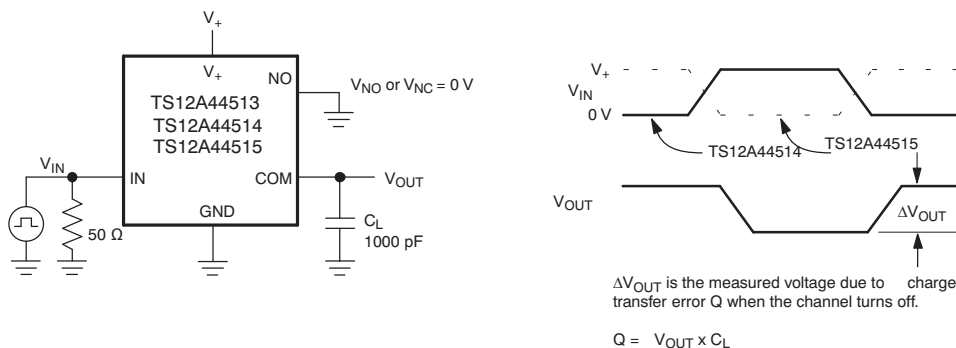 V+
V+
NO
VNO or VNC = 0 V
TS12A44513
TS12A44514
TS12A44515
VIN
IN
COM
VOUT
GND
50 Ω
CL
1000 pF
V+
VIN
0 V
TS12A44514
TS12A44515
VOUT
ΔVOUT
ΔVOUT is the measured voltage due to charge
transfer error Q when the channel turns off.
Q = VOUT x CL